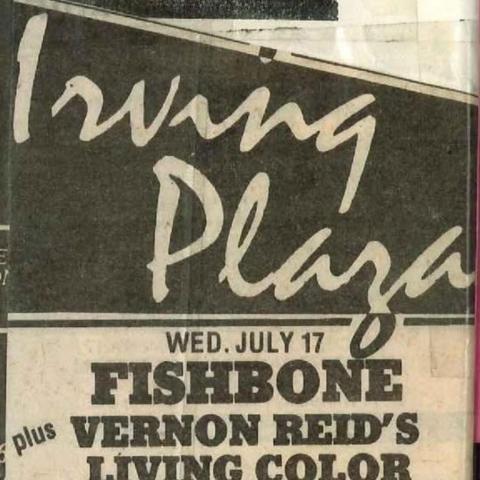 Irving
Plaza
WED. JULY 17
FISHBONE
plus VERNON REID'S
LIVING COLOR